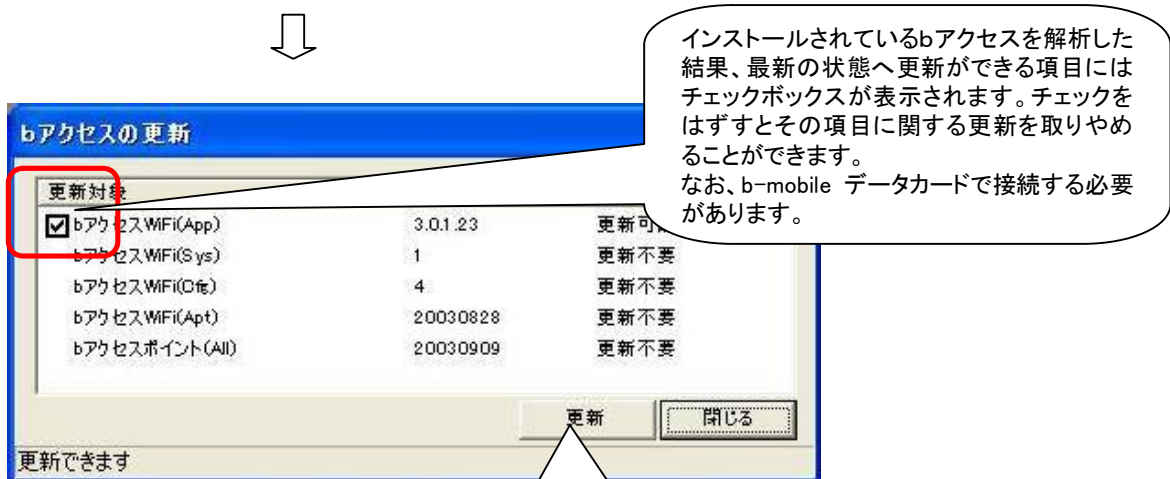 インストールされているbアクセスを解析した
結果、最新の状態へ更新ができる項目には
チェックボックスが表示されます。チェックを
はずすとその項目に関する更新を取りやめ
ることができます。
なお、b-mobile データカードで接続する必要
があります。
bアクセスの更新
更新対象
bアクセスWiFi(App) 3.0.1.23 更新可
bアクセスWiFi(Sys) 1 更新不要
bアクセスWiFi(Cfg) 4 更新不要
bアクセスWiFi(Apt) 20030828 更新不要
bアクセスポイント(All) 20030909 更新不要
更新 閉じる
更新できます